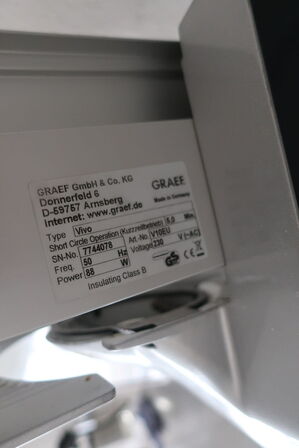 GRAEF GmbH & Co. KG
Donnerfeld 6
D-59757 Arnsberg
Internet: www.graef.de
GRAEF
Made in Germany
Type Vivo
Short Circle Operation (Kurzzeitbetrieb) 5,0 Min
SN-No. 7744078 Art.-No. V10EU
Freq. 50 Hz Voltage 230 V (~AC)
Power 88 W
Insulating Class B
GS CE